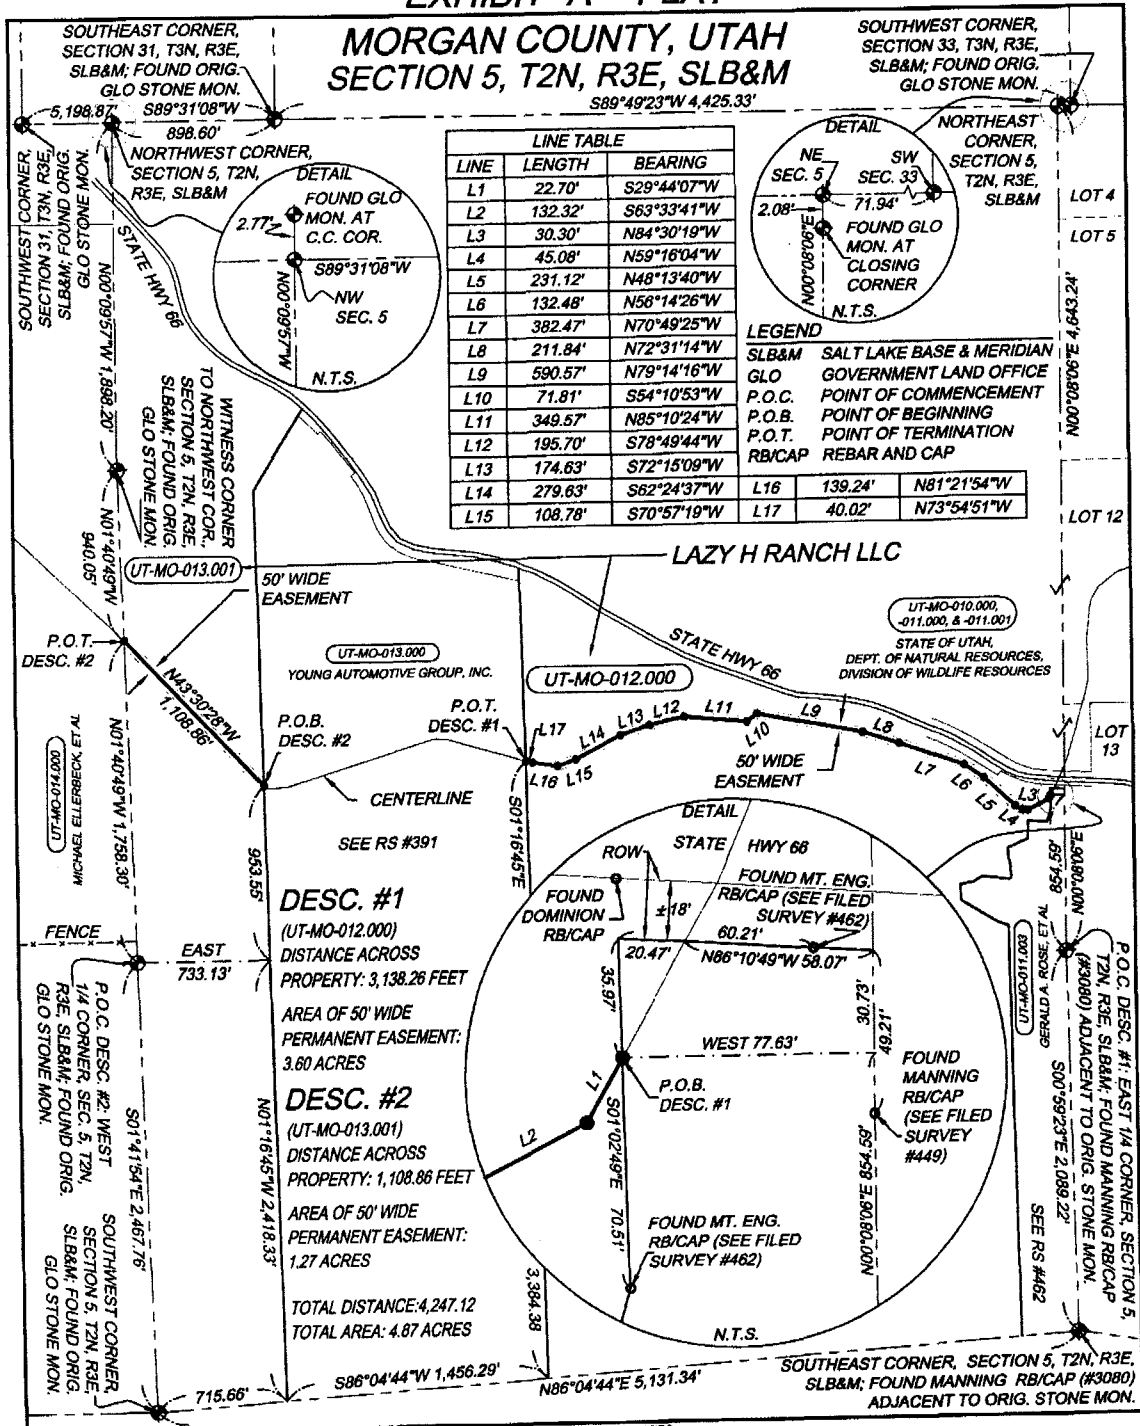 MORGAN COUNTY, UTAH
SECTION 5, T2N, R3E, SLB&M
SOUTHEAST CORNER,
SECTION 31, T3N, R3E,
SLB&M; FOUND ORIG.
GLO STONE MON.
5,198.87'
S89°31'08"W
898.60'
NORTHWEST CORNER,
SECTION 5, T2N,
R3E, SLB&M
SOUTHWEST CORNER,
SECTION 31, T3N, R3E,
SLB&M; FOUND ORIG.
GLO STONE MON.
S89°49'23"W 4,425.33'
SOUTHWEST CORNER,
SECTION 33, T3N, R3E,
SLB&M; FOUND ORIG.
GLO STONE MON.
NORTHEAST
CORNER,
SECTION 5,
T2N, R3E,
SLB&M
LOT 4
LOT 5
DETAIL
FOUND GLO
MON. AT
C.C. COR.
2.77'
S89°31'08"W
NW
SEC. 5
N00°09'57"W
N.T.S.
LINE TABLE
LINE LENGTH BEARING
L1 22.70' S29°44'07"W
L2 132.32' S63°33'41"W
L3 30.30' N84°30'19"W
L4 45.08' N59°16'04"W
L5 231.12' N48°13'40"W
L6 132.48' N56°14'26"W
L7 382.47' N70°49'25"W
L8 211.84' N72°31'14"W
L9 590.57' N79°14'16"W
L10 71.81' S54°10'53"W
L11 349.57' N85°10'24"W
L12 195.70' S78°49'44"W
L13 174.63' S72°15'09"W
L14 279.63' S62°24'37"W
L15 108.78' S70°57'19"W
L16 139.24' N81°21'54"W
L17 40.02' N73°54'51"W
DETAIL
NE
SEC. 5
SW
SEC. 33
2.08'
71.94'
FOUND GLO
MON. AT
CLOSING
CORNER
N00°08'06"E
N.T.S.
LEGEND
SLB&M SALT LAKE BASE & MERIDIAN
GLO GOVERNMENT LAND OFFICE
P.O.C. POINT OF COMMENCEMENT
P.O.B. POINT OF BEGINNING
P.O.T. POINT OF TERMINATION
RB/CAP REBAR AND CAP
N00°08'06"E 4,643.24'
LOT 12
STATE HWY 66
N00°09'57"W 1,898.20'
WITNESS CORNER
TO NORTHWEST COR.,
SECTION 5, T2N, R3E,
SLB&M; FOUND ORIG.
GLO STONE MON.
N01°40'49"W
940.05'
UT-MO-013.001
50' WIDE
EASEMENT
LAZY H RANCH LLC
P.O.T.
DESC. #2
N43°30'28"W
1,108.86'
UT-MO-013.000
YOUNG AUTOMOTIVE GROUP, INC.
UT-MO-012.000
STATE HWY 66
UT-MO-010.000,
-011.000, & -011.001
STATE OF UTAH,
DEPT. OF NATURAL RESOURCES,
DIVISION OF WILDLIFE RESOURCES
P.O.B.
DESC. #2
P.O.T.
DESC. #1
L17
L16
L15
L14
L13
L12
L11
L10
L9
L8
L7
L6
L5
L4
L3
LOT
13
50' WIDE
EASEMENT
CENTERLINE
SEE RS #391
UT-MO-014.000
MICHAEL ELLERBECK, ET AL
N01°40'49"W 1,758.30'
953.55'
S01°16'45"E
FENCE
EAST
733.13'
DESC. #1
(UT-MO-012.000)
DISTANCE ACROSS
PROPERTY: 3,138.26 FEET
AREA OF 50' WIDE
PERMANENT EASEMENT:
3.60 ACRES
DESC. #2
(UT-MO-013.001)
DISTANCE ACROSS
PROPERTY: 1,108.86 FEET
AREA OF 50' WIDE
PERMANENT EASEMENT:
1.27 ACRES
TOTAL DISTANCE:4,247.12
TOTAL AREA: 4.87 ACRES
DETAIL
STATE HWY 66
ROW
FOUND
DOMINION
RB/CAP
±18'
FOUND MT. ENG.
RB/CAP (SEE FILED
SURVEY #462)
60.21'
20.47'
N86°10'49"W 58.07'
35.97'
30.73'
49.21'
WEST 77.63'
L1
P.O.B.
DESC. #1
L2
FOUND
MANNING
RB/CAP
(SEE FILED
SURVEY
#449)
S01°02'49"E 70.51'
N00°08'06"E 854.59'
FOUND MT. ENG.
RB/CAP (SEE FILED
SURVEY #462)
N.T.S.
854.59'
N00°08'06"E
UT-MO-011.003
GERALD A. ROSE, ET AL
P.O.C. DESC. #1: EAST 1/4 CORNER, SECTION 5,
T2N, R3E, SLB&M; FOUND MANNING RB/CAP
(#3080) ADJACENT TO ORIG. STONE MON.
S00°59'23"E 2,089.22'
SEE RS #462
P.O.C. DESC. #2: WEST
1/4 CORNER, SEC. 5, T2N,
R3E, SLB&M; FOUND ORIG.
GLO STONE MON.
S01°41'54"E 2,467.76'
N01°16'45"W 2,418.33'
SOUTHWEST CORNER,
SECTION 5, T2N, R3E,
SLB&M; FOUND ORIG.
GLO STONE MON.
3,384.38
715.66'
S86°04'44"W 1,456.29'
N86°04'44"E 5,131.34'
SOUTHEAST CORNER, SECTION 5, T2N, R3E,
SLB&M; FOUND MANNING RB/CAP (#3080)
ADJACENT TO ORIG. STONE MON.